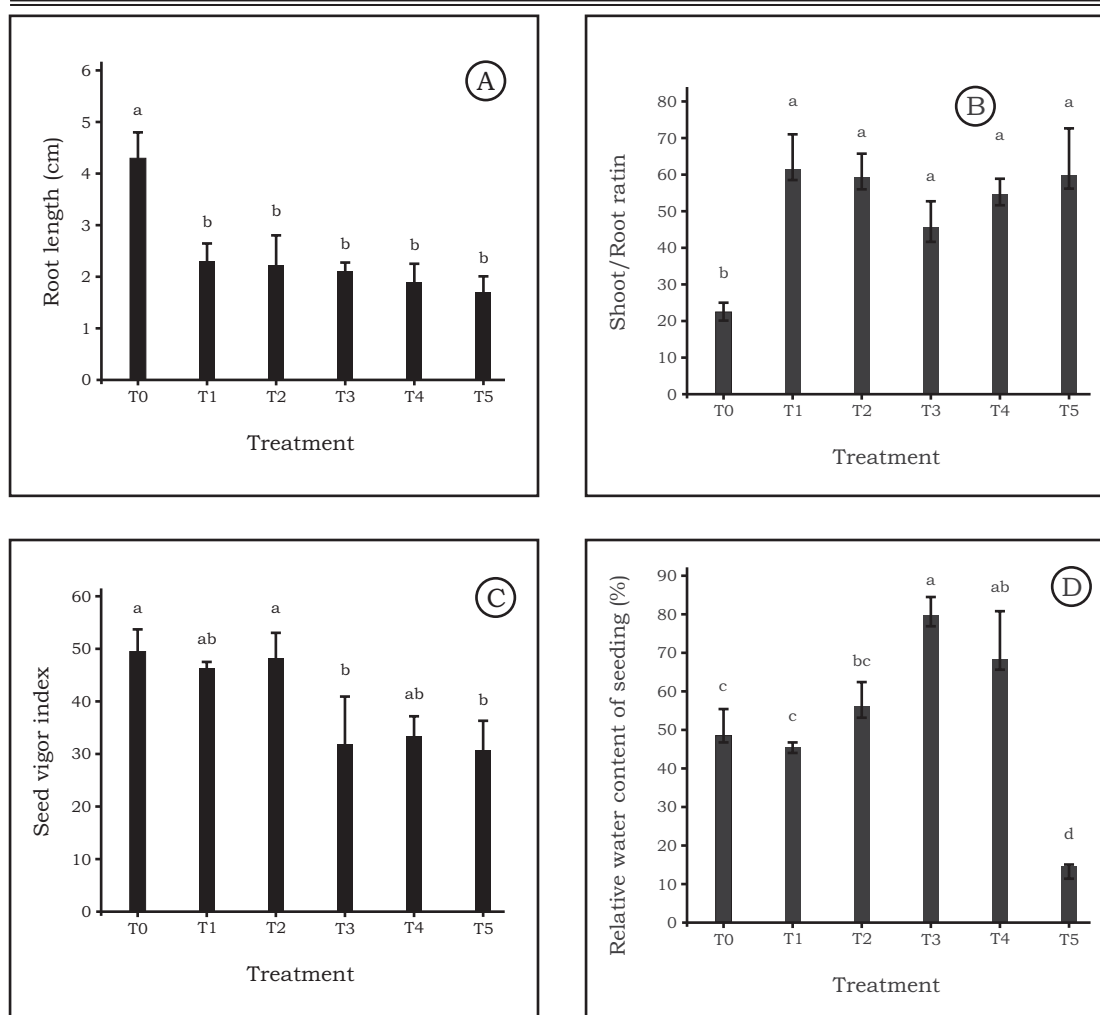 A
6
5
4
3
2
1
0
Root length (cm)
a
b
b
b
b
b
T0 T1 T2 T3 T4 T5
Treatment
B
80
70
60
50
40
30
20
10
0
Shoot/Root ratin
b
a
a
a
a
a
T0 T1 T2 T3 T4 T5
Treatment
C
60
50
40
30
20
10
0
Seed vigor index
a
ab
a
b
ab
b
T0 T1 T2 T3 T4 T5
Treatment
D
90
80
70
60
50
40
30
20
10
0
Relative water content of seeding (%)
c
c
bc
a
ab
d
T0 T1 T2 T3 T4 T5
Treatment